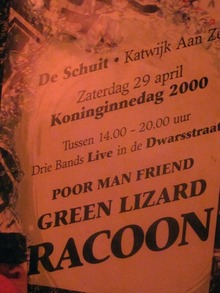 De Schuit • Katwijk Aan Ze
Zaterdag 29 april
Koninginnedag 2000
Tussen 14.00 - 20.00 uur
Drie Bands Live in de Dwarsstraat
POOR MAN FRIEND
GREEN LIZARD
RACOON